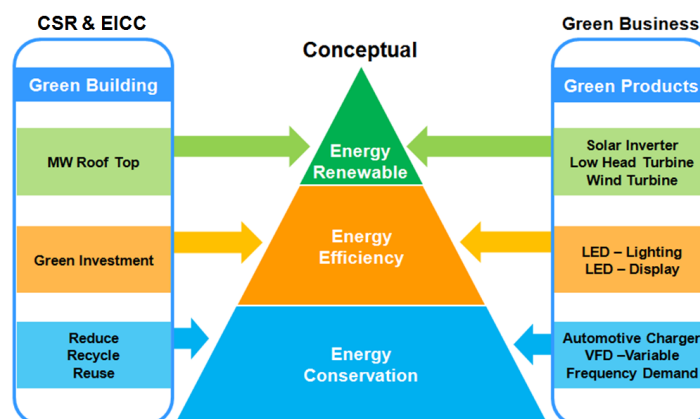 CSR & EICC
Green Building
MW Roof Top
Green Investment
Reduce
Recycle
Reuse
Conceptual
Energy
Renewable
Energy
Efficiency
Energy
Conservation
Green Business
Green Products
Solar Inverter
Low Head Turbine
Wind Turbine
LED – Lighting
LED – Display
Automotive Charger
VFD –Variable
Frequency Demand